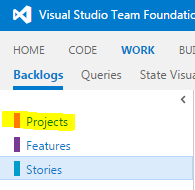 Visual Studio Team Foundatio
HOME CODE WORK BU
Backlogs Queries State Visua
Projects
Features
Stories